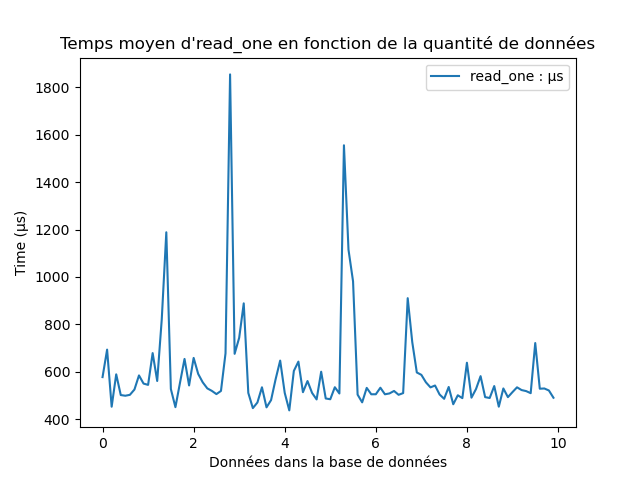 Temps moyen d'read_one en fonction de la quantité de données
read_one : µs
1800
1600
1400
1200
1000
800
600
400
Time (µs)
0 2 4 6 8 10
Données dans la base de données